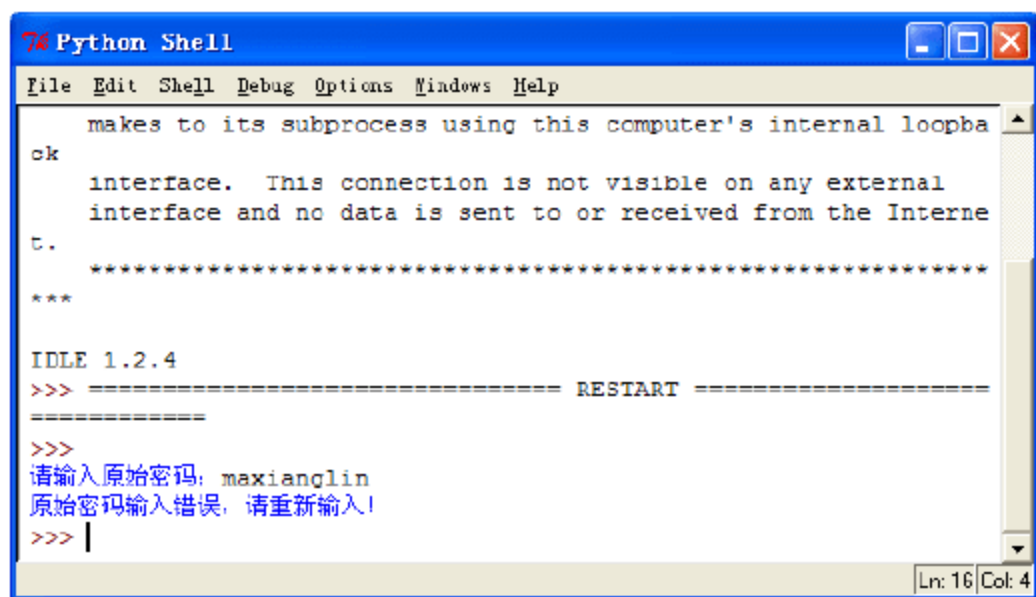 Python Shell
File Edit Shell Debug Options Windows Help
makes to its subprocess using this computer's internal loopba
ck
interface.  This connection is not visible on any external
interface and no data is sent to or received from the Interne
t.
*************************************************************
***
IDLE 1.2.4
>>> ================================ RESTART ====================
============
>>>
请输入原始密码：maxianglin
原始密码输入错误，请重新输入！
>>>
Ln: 16 Col: 4